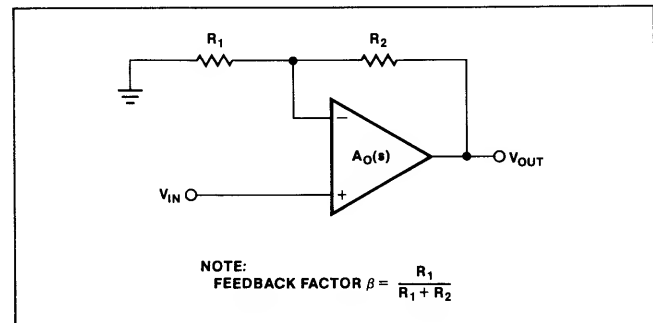 R1
R2
−
A0(s)
VOUT
VIN
+
NOTE:
FEEDBACK FACTOR β = R1
R1 + R2